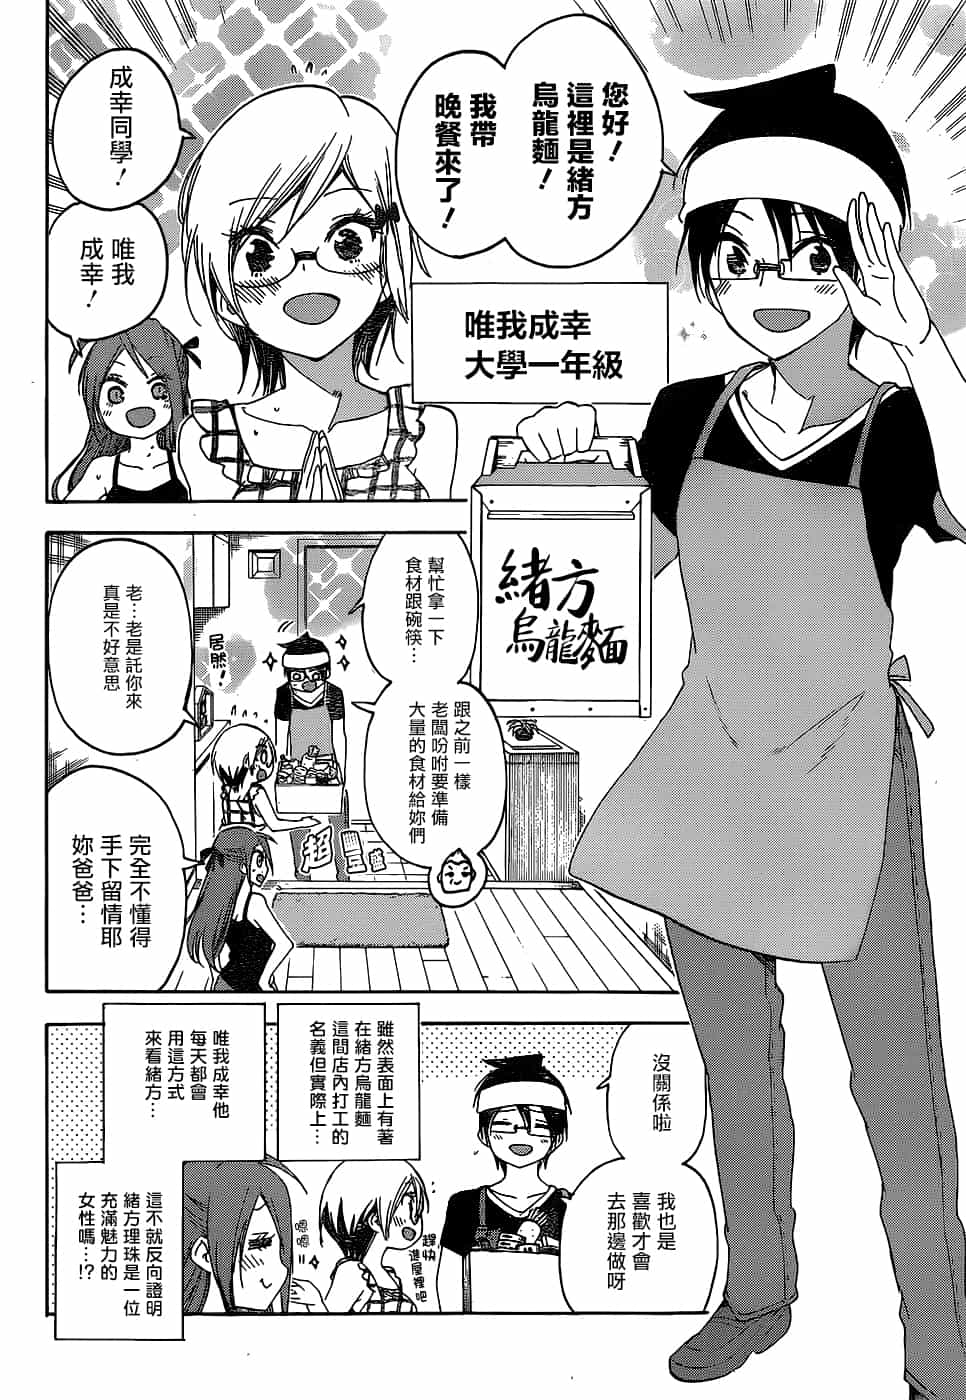 您好！
這裡是緒方
烏龍麵！
我帶
晚餐來了！
唯我成幸
大學一年級
成幸同學！
唯我
成幸！
緒方
烏龍麵
幫忙拿一下
食材跟碗筷…
跟之前一樣
老闆吩咐要準備
大量的食材給妳們
居然！
超
老…老是託你來
真是不好意思
完全不懂得
手下留情耶
妳爸爸…
沒關係啦
我也是
喜歡才會
去那邊做呀
趕快
進屋裡吧
雖然表面上有著
在緒方烏龍麵
這間店內打工的
名義但實際上…
嗯嗯
唯我成幸他
每天都會
用這方式
來看緒方…
這不就反向證明
緒方理珠是一位
充滿魅力的
女性嗎…!?